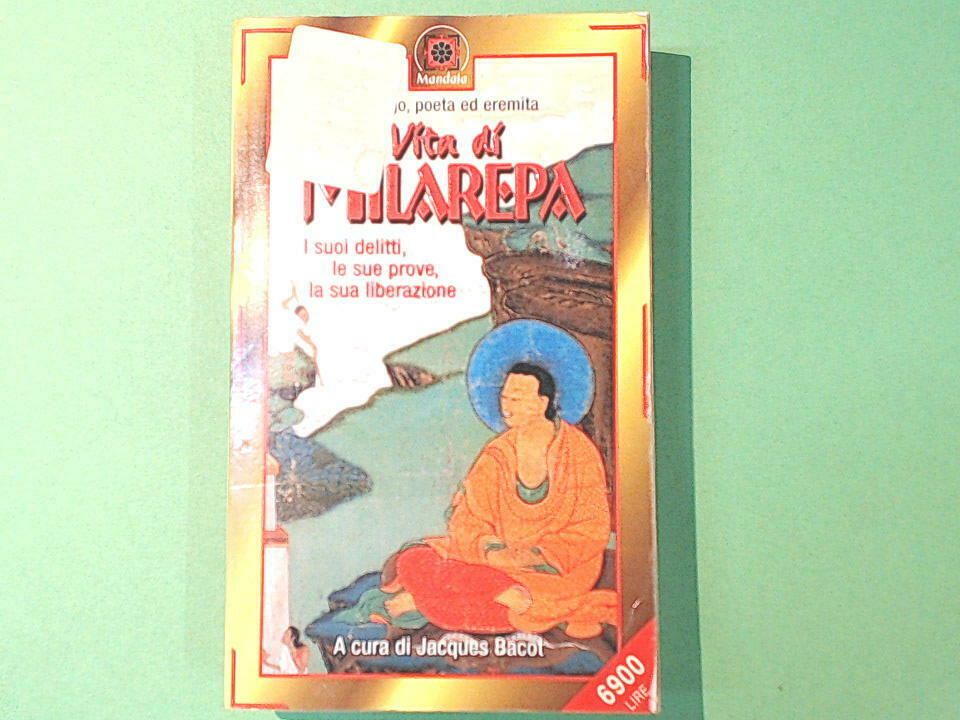 Mandala
poeta ed eremita
Vita di
MILAREPA
I suoi delitti,
le sue prove,
la sua liberazione
A cura di Jacques Bacot
6900
LIRE